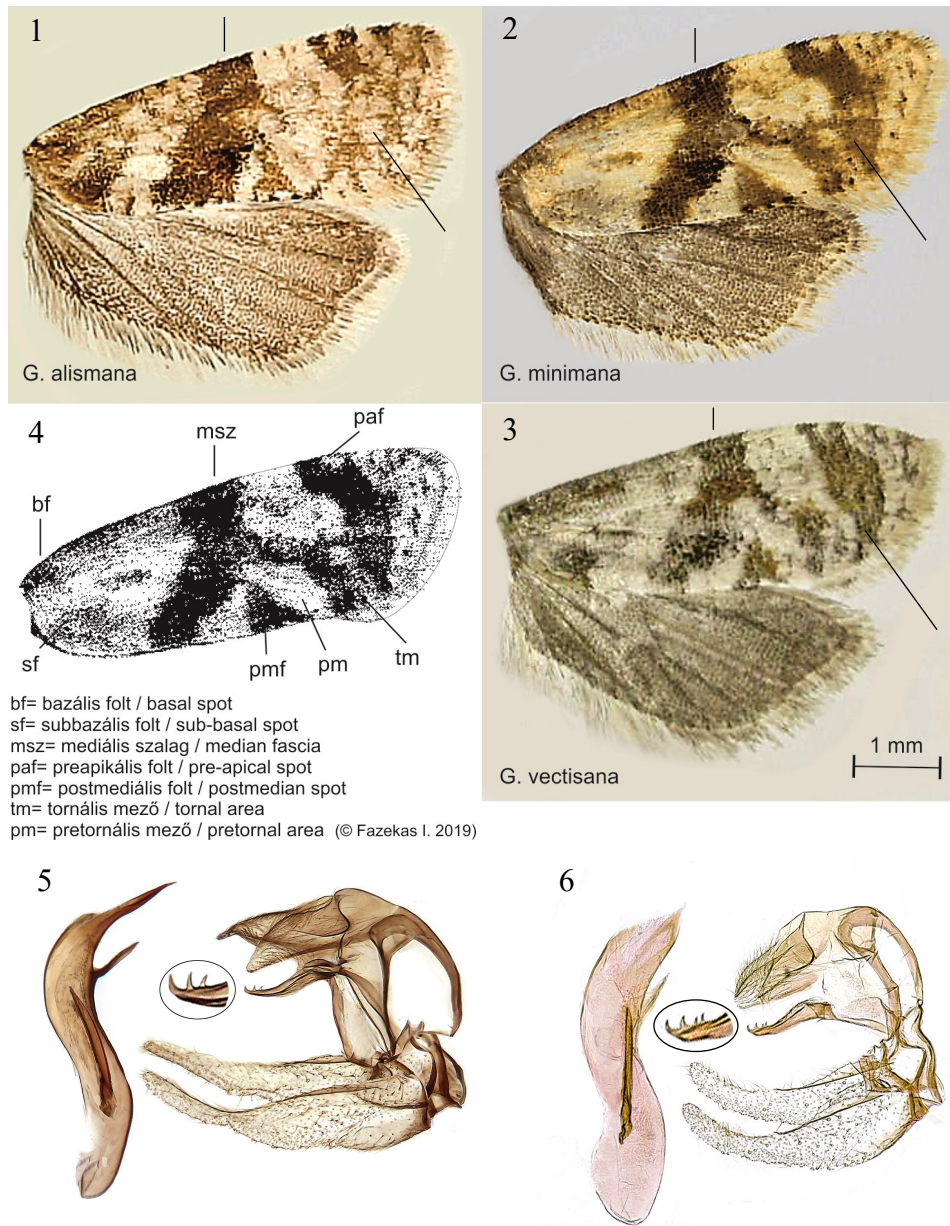 1
G. alismana
2
G. minimana
3
1 mm
G. vectisana
4
msz
paf
bf
sf
pmf
pm
tm
bf= bazális folt / basal spot
sf= szubbazális folt / sub-basal spot
msz= mediális szalag / median fascia
paf= preapikális folt / pre-apical spot
pmf= postmediális folt / postmedian spot
tm= tornális mező / tornal area
pm= pretornális mező / pretornal area (© Fazekas I. 2019)
5
6